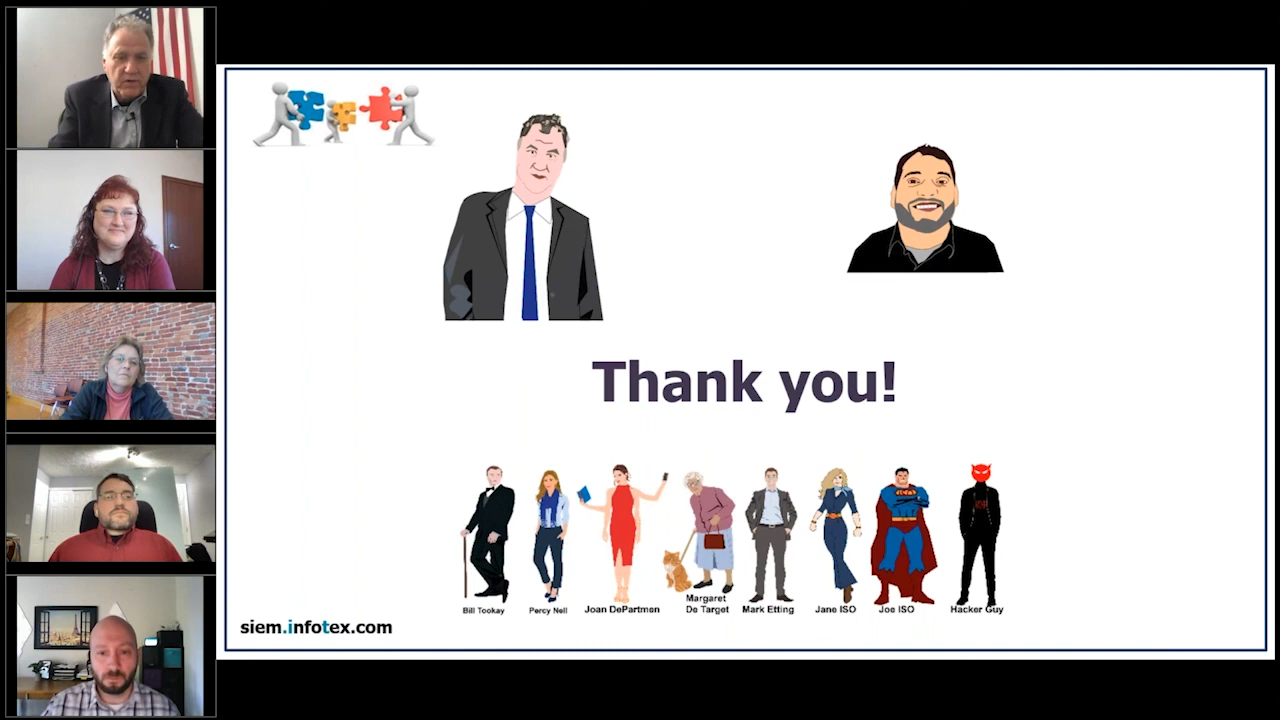 Thank you!
Bill Tookay
Percy Nell
Joan DePartmen
Margaret
De Target
Mark Etting
Jane ISO
Joe ISO
Hacker Guy
siem.infotex.com